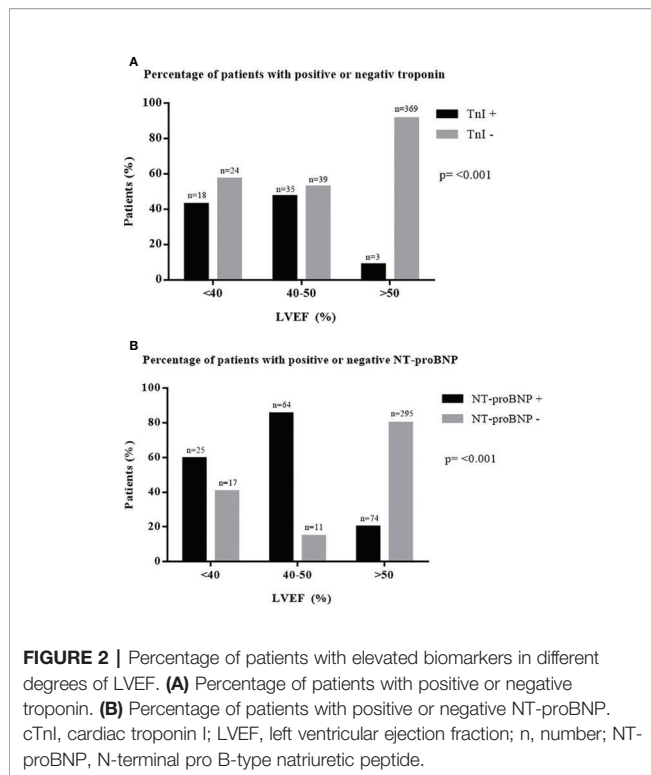 A
Percentage of patients with positive or negativ troponin
100
80
60
40
20
0
Patients (%)
n=18
n=24
n=35
n=39
n=3
n=369
TnI +
TnI -
p= <0.001
<40
40-50
>50
LVEF (%)
B
Percentage of patients with positive or negative NT-proBNP
100
80
60
40
20
0
Patients (%)
n=25
n=17
n=64
n=11
n=74
n=295
NT-proBNP +
NT-proBNP -
p= <0.001
<40
40-50
>50
LVEF (%)
FIGURE 2 | Percentage of patients with elevated biomarkers in different
degrees of LVEF. (A) Percentage of patients with positive or negative
troponin. (B) Percentage of patients with positive or negative NT-proBNP.
cTnI, cardiac troponin I; LVEF, left ventricular ejection fraction; n, number; NT-
proBNP, N-terminal pro B-type natriuretic peptide.